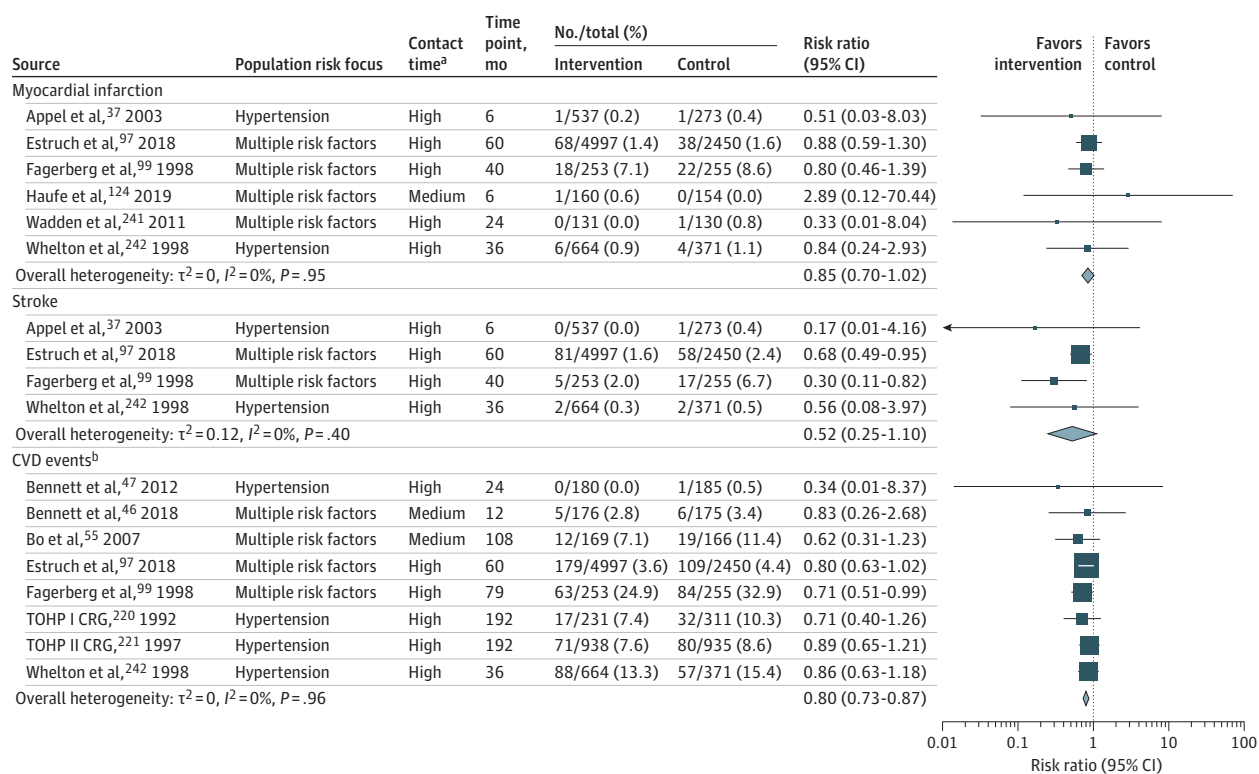 Source Population risk focus Contact timeᵃ Time point, mo No./total (%) Intervention Control Risk ratio (95% CI) Favors intervention Favors control
Myocardial infarction
Appel et al,³⁷ 2003 Hypertension High 6 1/537 (0.2) 1/273 (0.4) 0.51 (0.03-8.03)
Estruch et al,⁹⁷ 2018 Multiple risk factors High 60 68/4997 (1.4) 38/2450 (1.6) 0.88 (0.59-1.30)
Fagerberg et al,⁹⁹ 1998 Multiple risk factors High 40 18/253 (7.1) 22/255 (8.6) 0.80 (0.46-1.39)
Haufe et al,¹²⁴ 2019 Multiple risk factors Medium 6 1/160 (0.6) 0/154 (0.0) 2.89 (0.12-70.44)
Wadden et al,²⁴¹ 2011 Multiple risk factors High 24 0/131 (0.0) 1/130 (0.8) 0.33 (0.01-8.04)
Whelton et al,²⁴² 1998 Hypertension High 36 6/664 (0.9) 4/371 (1.1) 0.84 (0.24-2.93)
Overall heterogeneity: τ²=0, I²=0%, P=.95 0.85 (0.70-1.02)
Stroke
Appel et al,³⁷ 2003 Hypertension High 6 0/537 (0.0) 1/273 (0.4) 0.17 (0.01-4.16)
Estruch et al,⁹⁷ 2018 Multiple risk factors High 60 81/4997 (1.6) 58/2450 (2.4) 0.68 (0.49-0.95)
Fagerberg et al,⁹⁹ 1998 Multiple risk factors High 40 5/253 (2.0) 17/255 (6.7) 0.30 (0.11-0.82)
Whelton et al,²⁴² 1998 Hypertension High 36 2/664 (0.3) 2/371 (0.5) 0.56 (0.08-3.97)
Overall heterogeneity: τ²=0.12, I²=0%, P=.40 0.52 (0.25-1.10)
CVD eventsᵇ
Bennett et al,⁴⁷ 2012 Hypertension High 24 0/180 (0.0) 1/185 (0.5) 0.34 (0.01-8.37)
Bennett et al,⁴⁶ 2018 Multiple risk factors Medium 12 5/176 (2.8) 6/175 (3.4) 0.83 (0.26-2.68)
Bo et al,⁵⁵ 2007 Multiple risk factors Medium 108 12/169 (7.1) 19/166 (11.4) 0.62 (0.31-1.23)
Estruch et al,⁹⁷ 2018 Multiple risk factors High 60 179/4997 (3.6) 109/2450 (4.4) 0.80 (0.63-1.02)
Fagerberg et al,⁹⁹ 1998 Multiple risk factors High 79 63/253 (24.9) 84/255 (32.9) 0.71 (0.51-0.99)
TOHP I CRG,²²⁰ 1992 Hypertension High 192 17/231 (7.4) 32/311 (10.3) 0.71 (0.40-1.26)
TOHP II CRG,²²¹ 1997 Hypertension High 192 71/938 (7.6) 80/935 (8.6) 0.89 (0.65-1.21)
Whelton et al,²⁴² 1998 Hypertension High 36 88/664 (13.3) 57/371 (15.4) 0.86 (0.63-1.18)
Overall heterogeneity: τ²=0, I²=0%, P=.96 0.80 (0.73-0.87)
0.01 0.1 1 10 100
Risk ratio (95% CI)